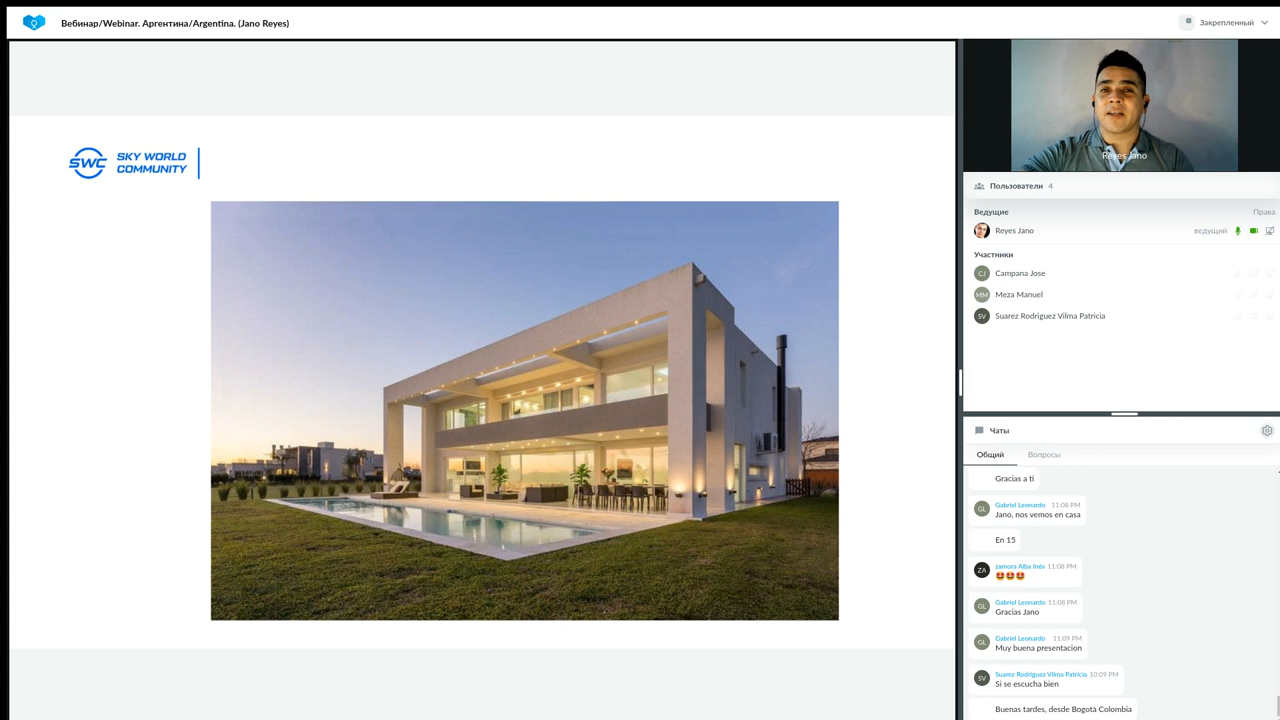 Вебинар/Webinar. Аргентина/Argentina. (Jano Reyes)
Закрепленный
SWC SKY WORLD
COMMUNITY
Reyes Jano
Пользователи 4
Ведущие Права
Reyes Jano ведущий
Участники
CJ Campana Jose
MM Meza Manuel
SV Suarez Rodriguez Vilma Patricia
Чаты
Общий Вопросы
Gracias a ti
GL Gabriel Leonardo 11:08 PM
Jano, nos vemos en casa
En 15
ZA zamora Alba Inés 11:08 PM
🤩🤩🤩
GL Gabriel Leonardo 11:08 PM
Gracias Jano
GL Gabriel Leonardo 11:09 PM
Muy buena presentacion
SV Suarez Rodriguez Vilma Patricia 10:09 PM
Si se escucha bien
Buenas tardes, desde Bogotà Colombia